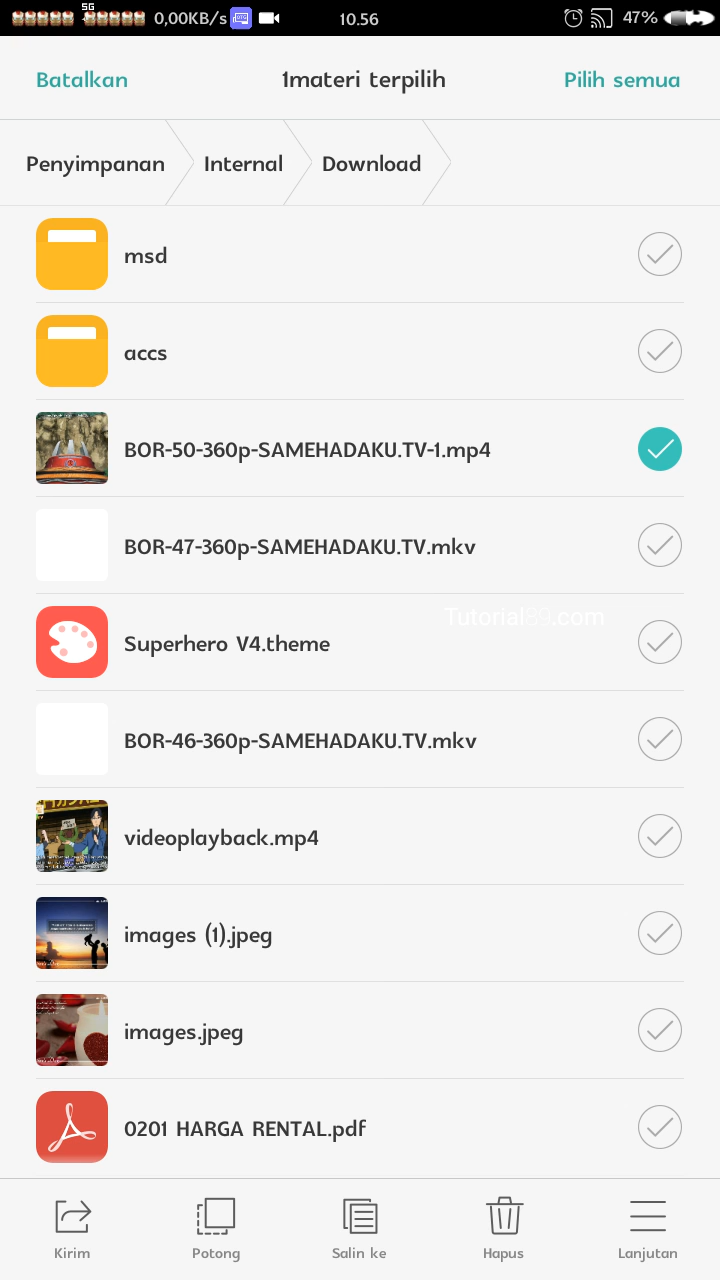 5G
0,00KB/s
10.56
47%
Batalkan
1materi terpilih
Pilih semua
Penyimpanan
Internal
Download
msd
accs
BOR-50-360p-SAMEHADAKU.TV-1.mp4
BOR-47-360p-SAMEHADAKU.TV.mkv
Tutorial89.com
Superhero V4.theme
BOR-46-360p-SAMEHADAKU.TV.mkv
videoplayback.mp4
images (1).jpeg
images.jpeg
0201 HARGA RENTAL.pdf
Kirim
Potong
Salin ke
Hapus
Lanjutan